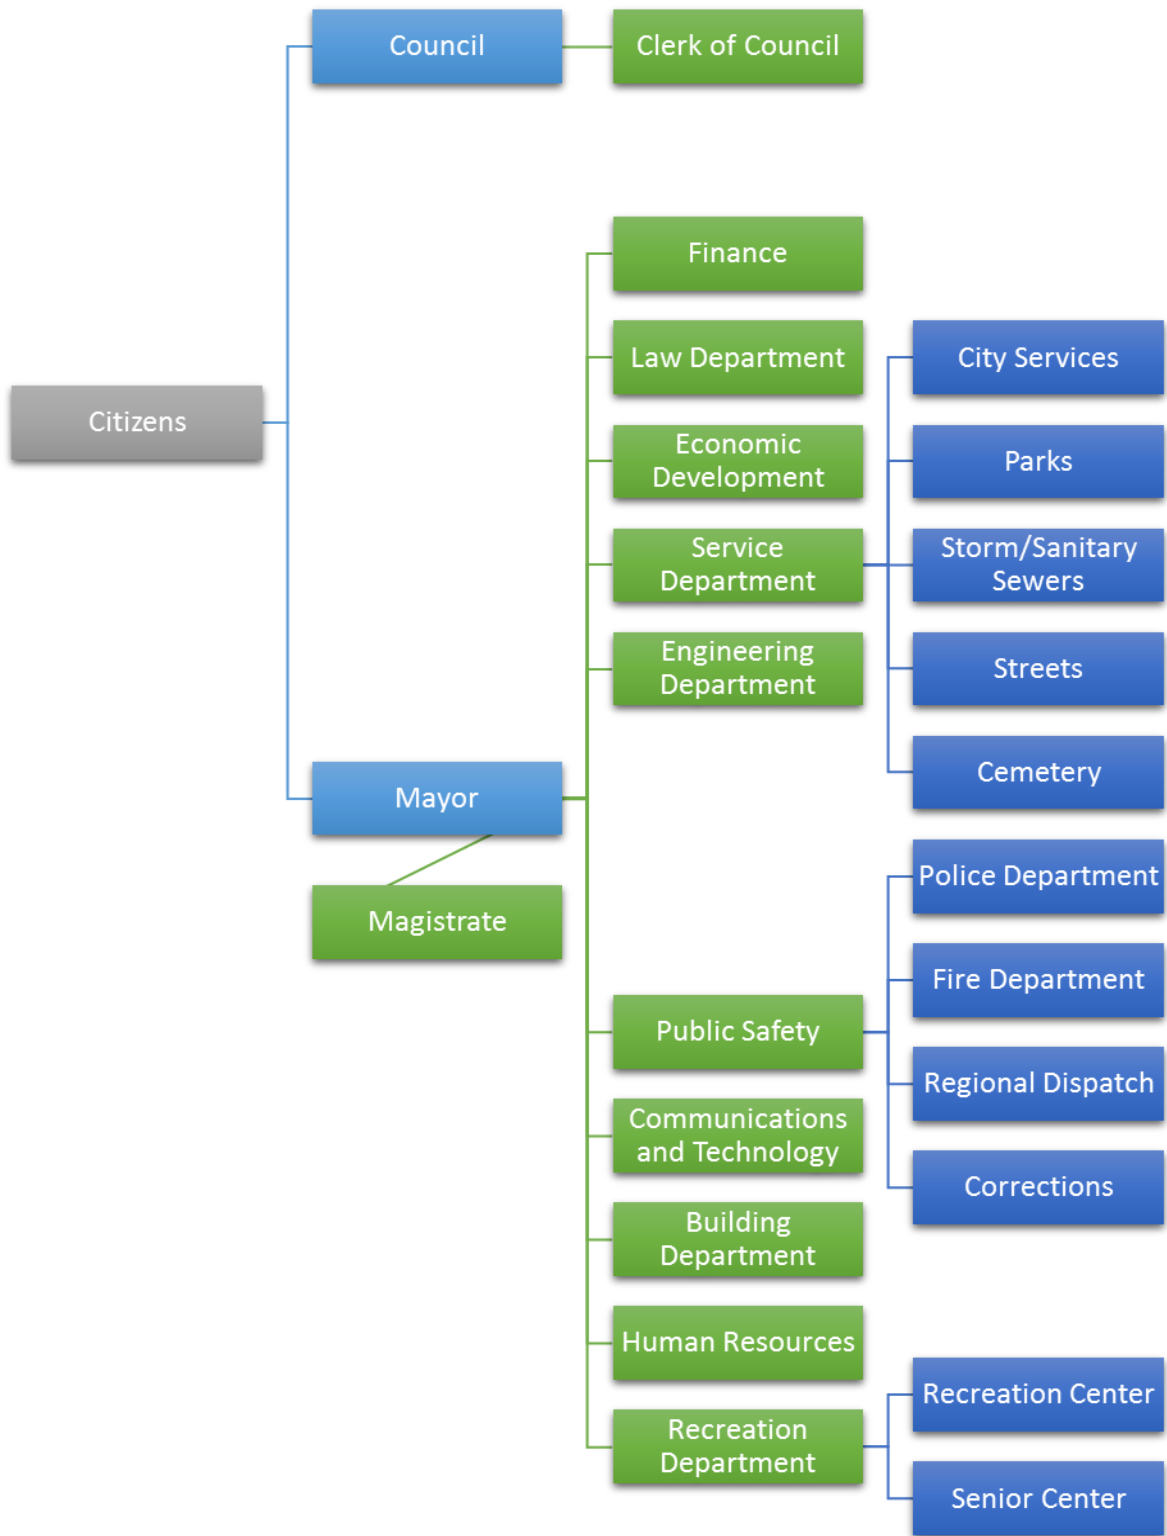 Council
Clerk of Council
Finance
Law Department
City Services
Citizens
Economic
Development
Parks
Service
Department
Storm/Sanitary
Sewers
Engineering
Department
Streets
Mayor
Cemetery
Magistrate
Police Department
Fire Department
Public Safety
Regional Dispatch
Communications
and Technology
Corrections
Building
Department
Human Resources
Recreation Center
Recreation
Department
Senior Center